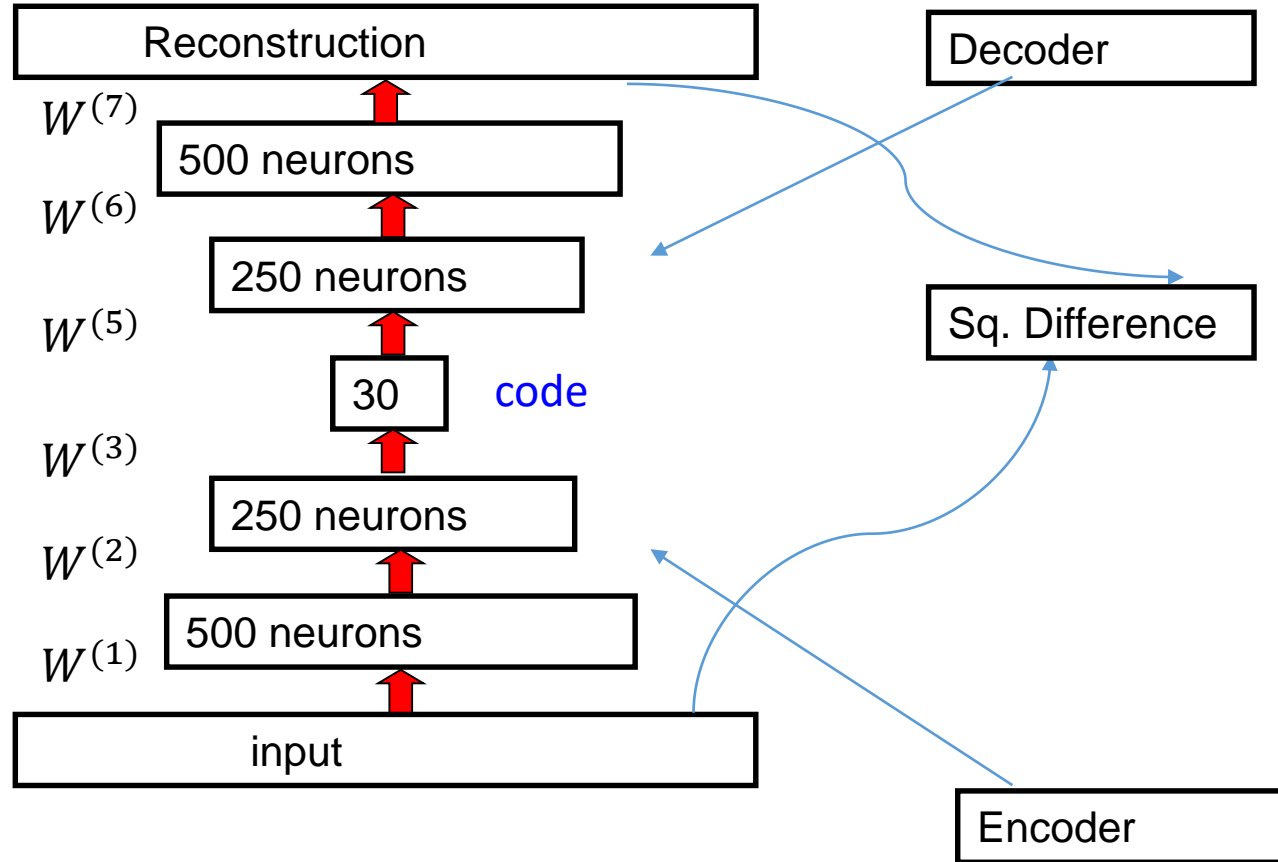 Reconstruction
Decoder
W^(7)
500 neurons
W^(6)
250 neurons
Sq. Difference
W^(5)
30
code
W^(3)
250 neurons
W^(2)
500 neurons
W^(1)
input
Encoder